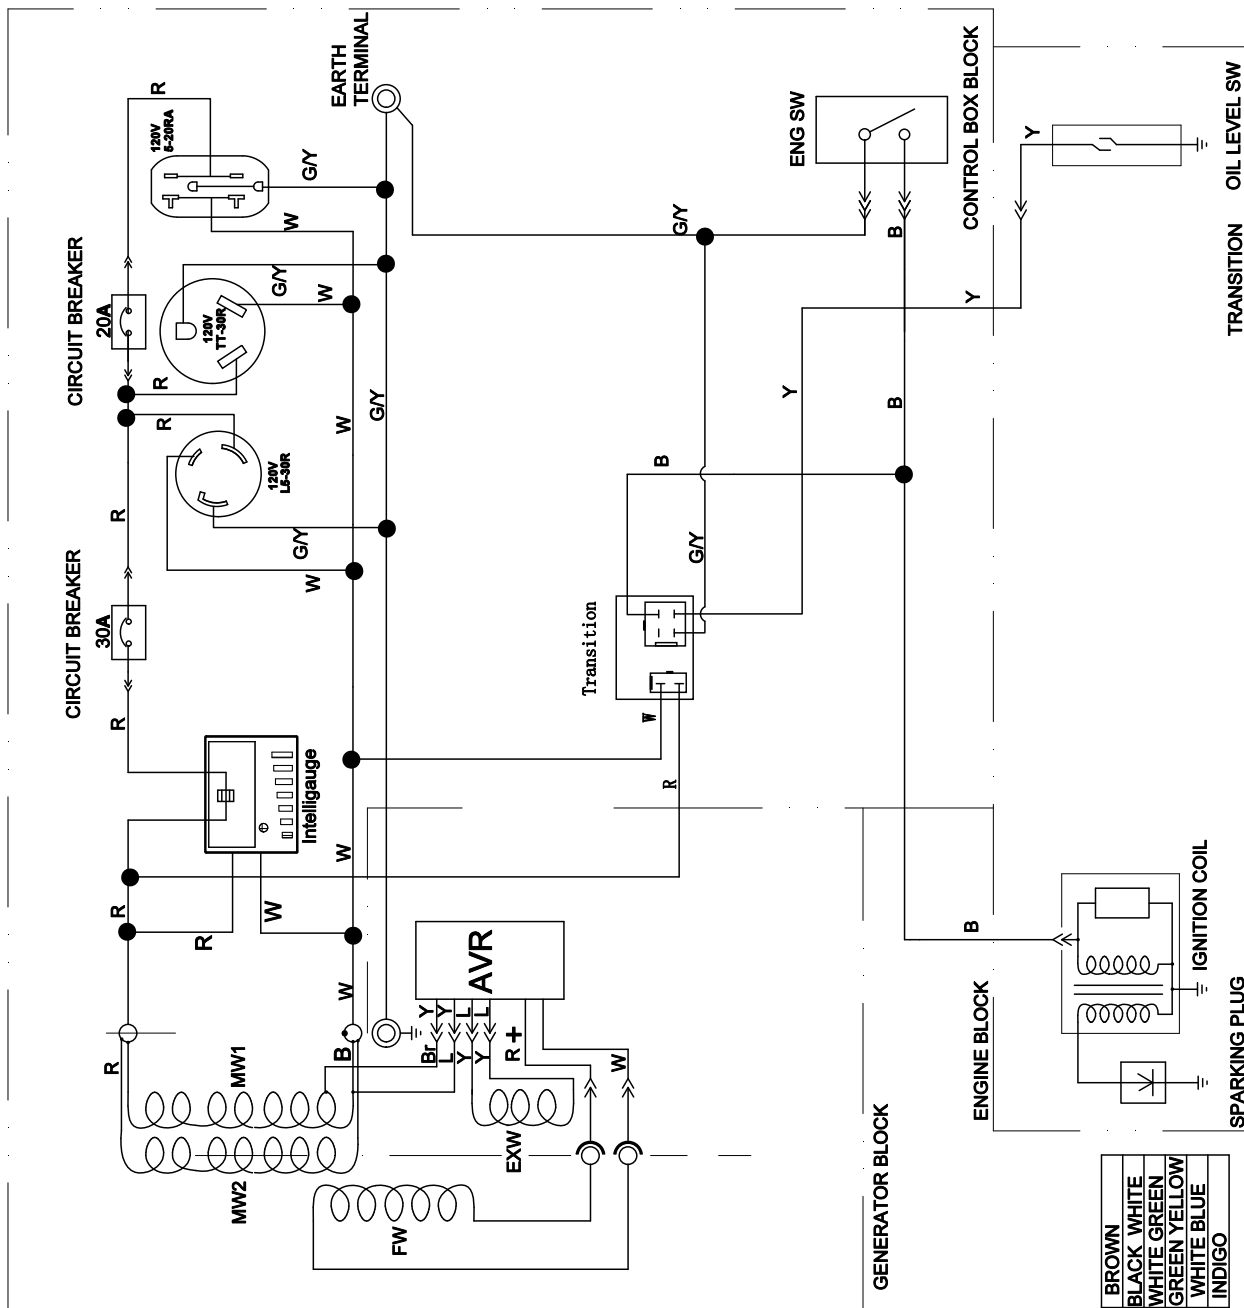 EARTH
TERMINAL
R
120V
5-20RA
G/Y
W
ENG SW
CONTROL BOX BLOCK
Y
OIL LEVEL SW
TRANSITION
CIRCUIT BREAKER
20A
G/Y
W
120V
TT-30R
R
G/Y
B
Y
R
W
G/Y
Y
B
120V
L5-30R
B
R
G/Y
W
G/Y
CIRCUIT BREAKER
30A
Transition
R
W
R
Intelligauge
W
R
R
W
W
AVR
B
IGNITION COIL
ENGINE BLOCK
SPARKING PLUG
R
MW1
B
Y
Y
L
L
Br
L
Y
Y
R
+
W
EXW
MW2
FW
GENERATOR BLOCK
BROWN
BLACK WHITE
WHITE GREEN
GREEN YELLOW
WHITE BLUE
INDIGO